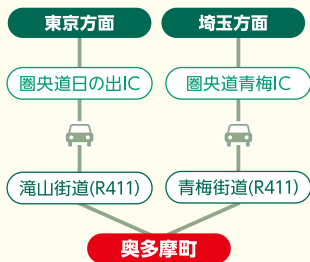 東京方面
埼玉方面
圏央道日の出IC
圏央道青梅IC
滝山街道(R411)
青梅街道(R411)
奥多摩町